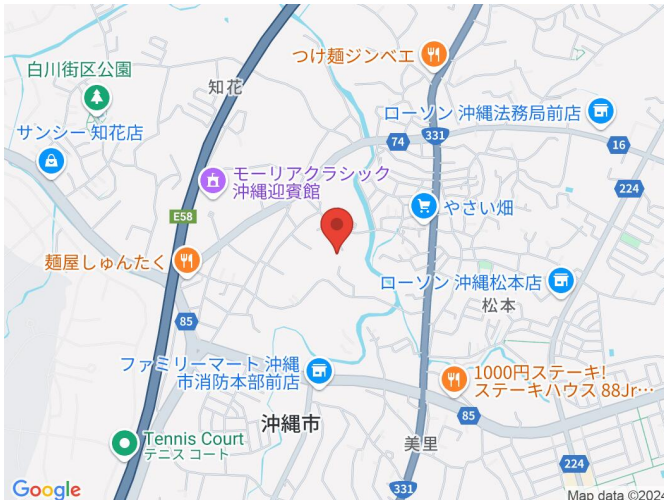 つけ麺ジンベエ
白川街区公園
知花
ローソン 沖縄法務局前店
サンシー 知花店
331
74
16
モーリアクラシック
沖縄迎賓館
224
E58
やさい畑
麺屋しゅんたく
ローソン 沖縄松本店
松本
85
ファミリーマート 沖縄
市消防本部前店
1000円ステーキ!
ステーキハウス 88Jr…
85
沖縄市
美里
Tennis Court
テニス コート
224
331
Google
Map data ©2024